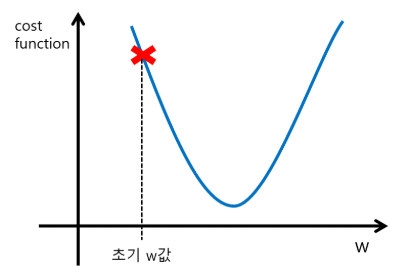 cost
function
초기 w값
w